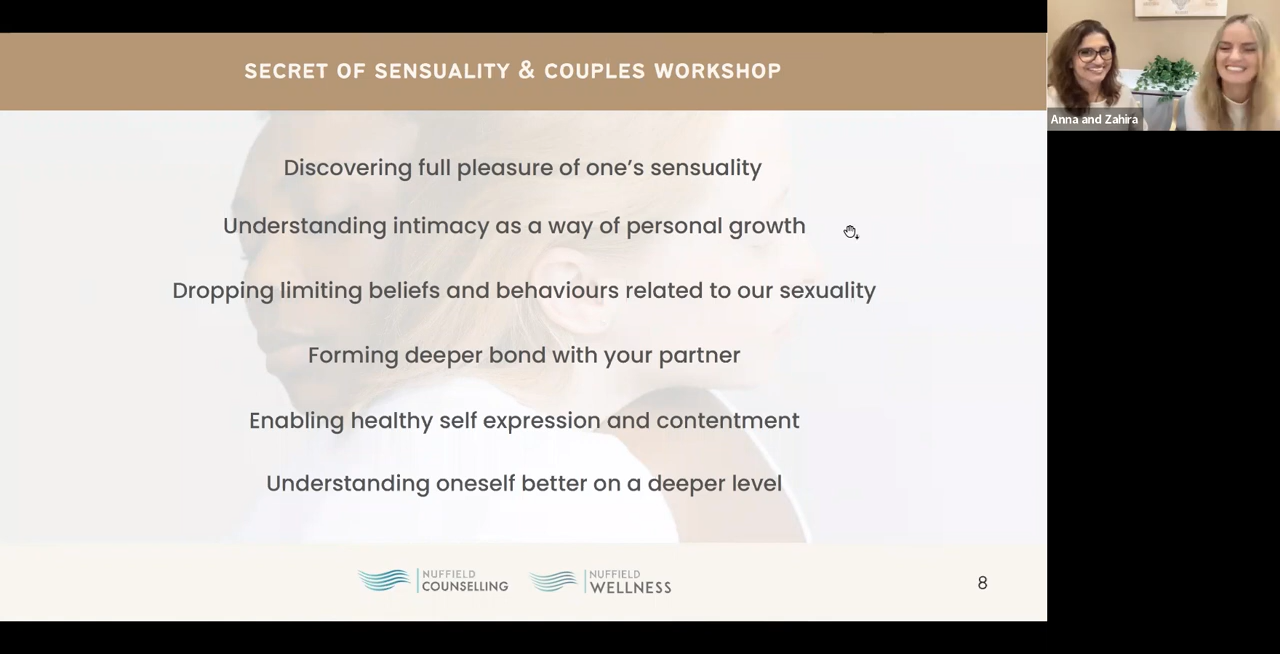 SECRET OF SENSUALITY & COUPLES WORKSHOP
Discovering full pleasure of one’s sensuality
Understanding intimacy as a way of personal growth
Dropping limiting beliefs and behaviours related to our sexuality
Forming deeper bond with your partner
Enabling healthy self expression and contentment
Understanding oneself better on a deeper level
NUFFIELD
COUNSELLING
NUFFIELD
WELLNESS
8
Anna and Zahira